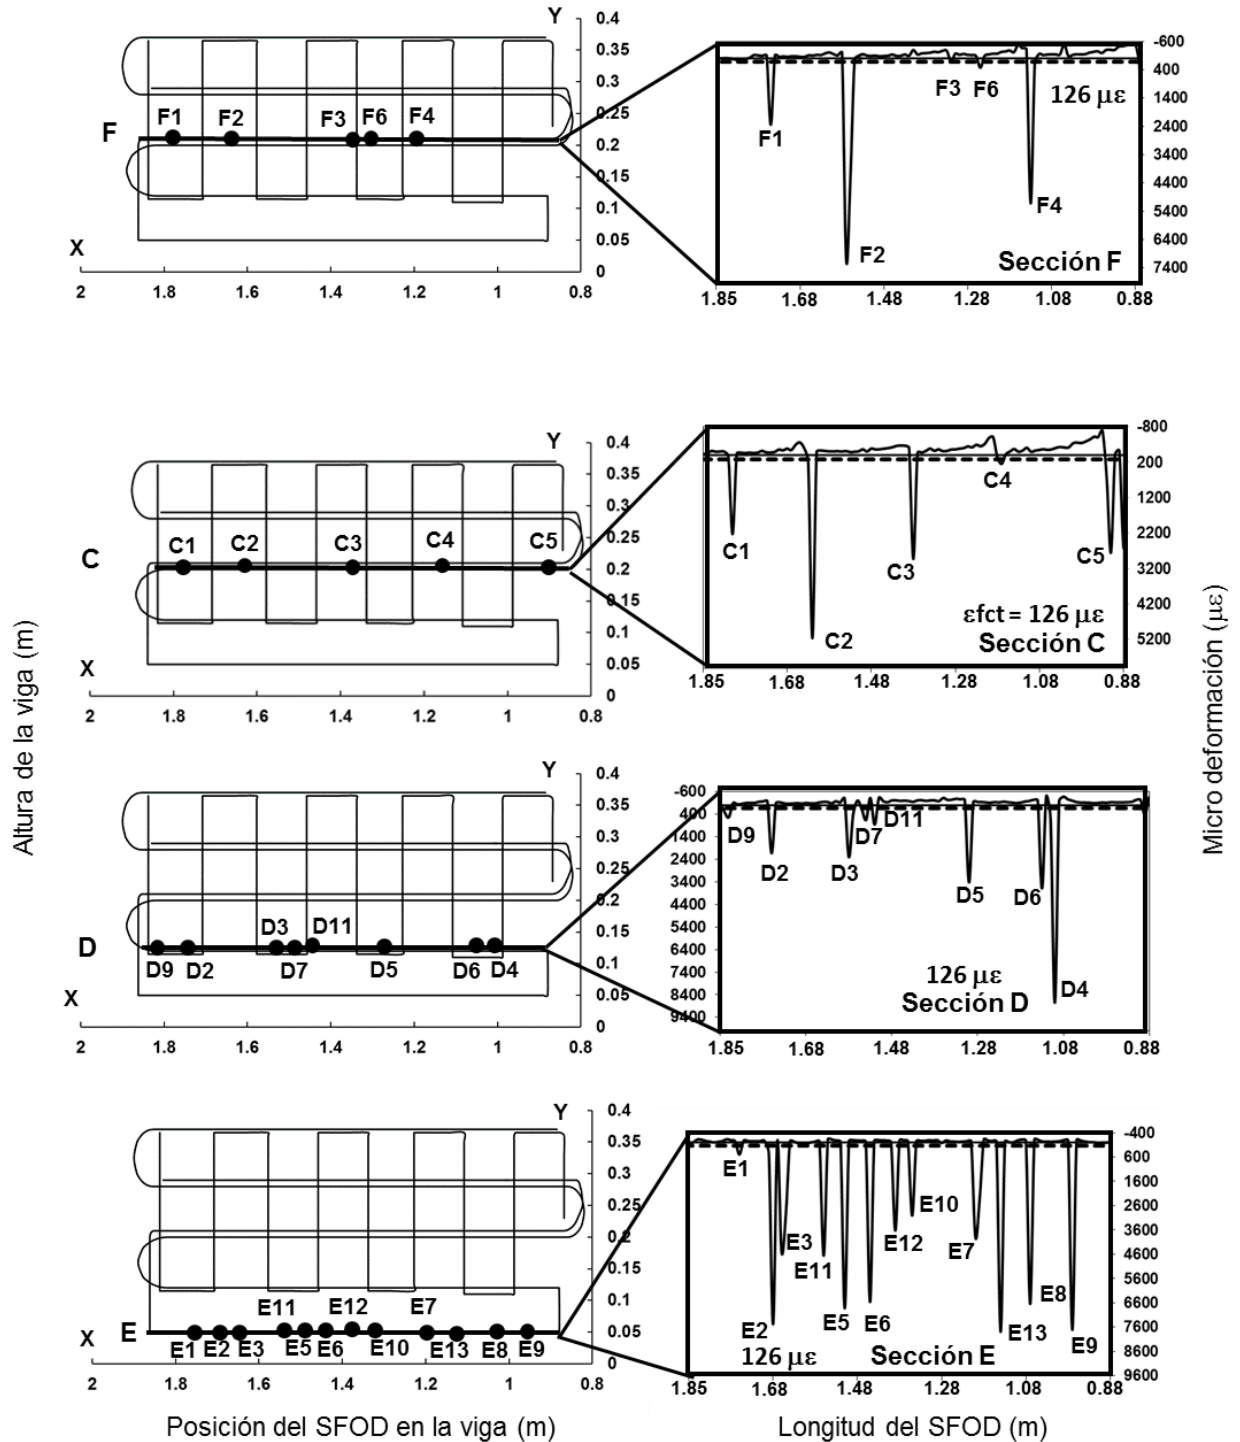 Altura de la viga (m)
Micro deformación (με)
Y
0.4
0.35
0.3
0.25
0.2
0.15
0.1
0.05
0
F
F1
F2
F3
F6
F4
X
2
1.8
1.6
1.4
1.2
1
0.8
-600
400
1400
2400
3400
4400
5400
6400
7400
F3 F6
126 με
F1
F4
F2
Sección F
1.85
1.68
1.48
1.28
1.08
0.88
Y
0.4
0.35
0.3
0.25
0.2
0.15
0.1
0.05
0
C
C1
C2
C3
C4
C5
X
2
1.8
1.6
1.4
1.2
1
0.8
-800
200
1200
2200
3200
4200
5200
C4
C1
C3
C5
εfct = 126 με
C2
Sección C
1.85
1.68
1.48
1.28
1.08
0.88
Y
0.4
0.35
0.3
0.25
0.2
0.15
0.1
0.05
0
D
D3
D11
D9
D2
D7
D5
D6
D4
X
2
1.8
1.6
1.4
1.2
1
0.8
-600
400
1400
2400
3400
4400
5400
6400
7400
8400
9400
D9
D7
D11
D2
D3
D5
D6
126 με
D4
Sección D
1.85
1.68
1.48
1.28
1.08
0.88
Y
0.4
0.35
0.3
0.25
0.2
0.15
0.1
0.05
0
E11
E12
E7
X
E
E1
E2
E3
E5
E6
E10
E13
E8
E9
2
1.8
1.6
1.4
1.2
1
0.8
-400
600
1600
2600
3600
4600
5600
6600
7600
8600
9600
E1
E10
E3
E12
E7
E11
E8
E2
E5
E6
E13
E9
126 με
Sección E
1.85
1.68
1.48
1.28
1.08
0.88
Posición del SFOD en la viga (m)
Longitud del SFOD (m)